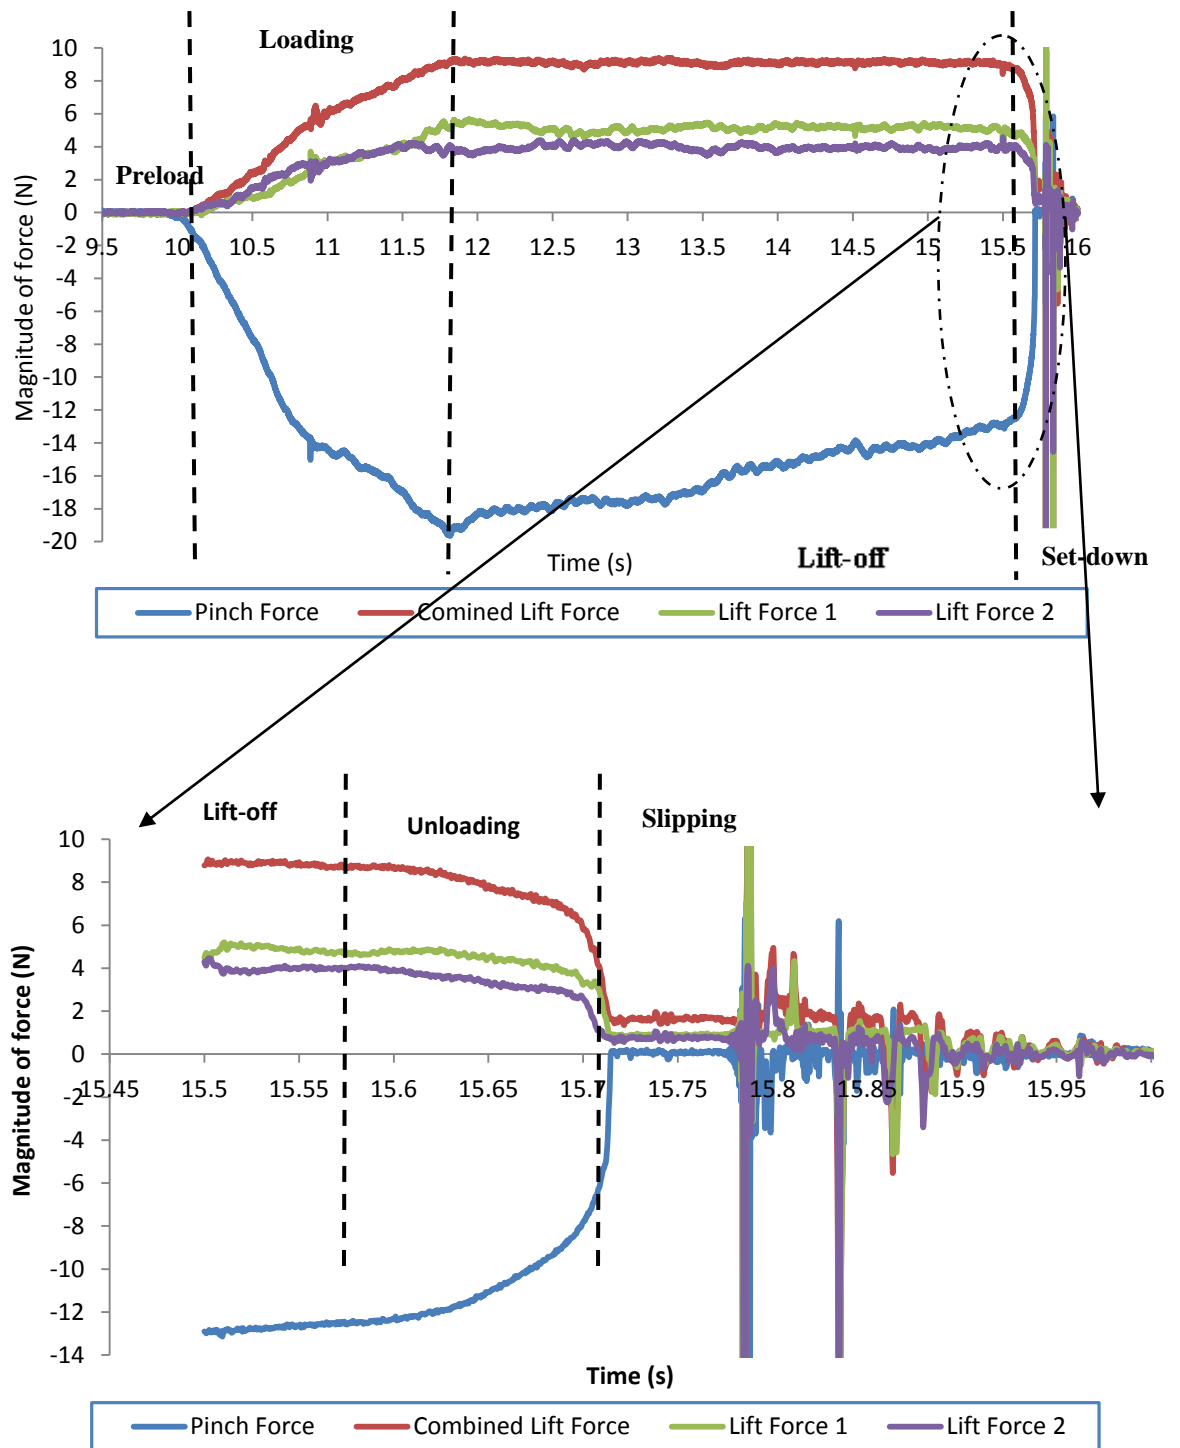 Loading
Preload
Magnitude of force (N)
10
8
6
4
2
0
-2
-4
-6
-8
-10
-12
-14
-16
-18
-20
9.5 10 10.5 11 11.5 12 12.5 13 13.5 14 14.5 15 15.5 16
Time (s)
Lift-off
Set-down
Pinch Force Comined Lift Force Lift Force 1 Lift Force 2
Lift-off
Unloading
Slipping
Magnitude of force (N)
10
8
6
4
2
0
-2
-4
-6
-8
-10
-12
-14
15.45 15.5 15.55 15.6 15.65 15.7 15.75 15.8 15.85 15.9 15.95 16
Time (s)
Pinch Force Combined Lift Force Lift Force 1 Lift Force 2